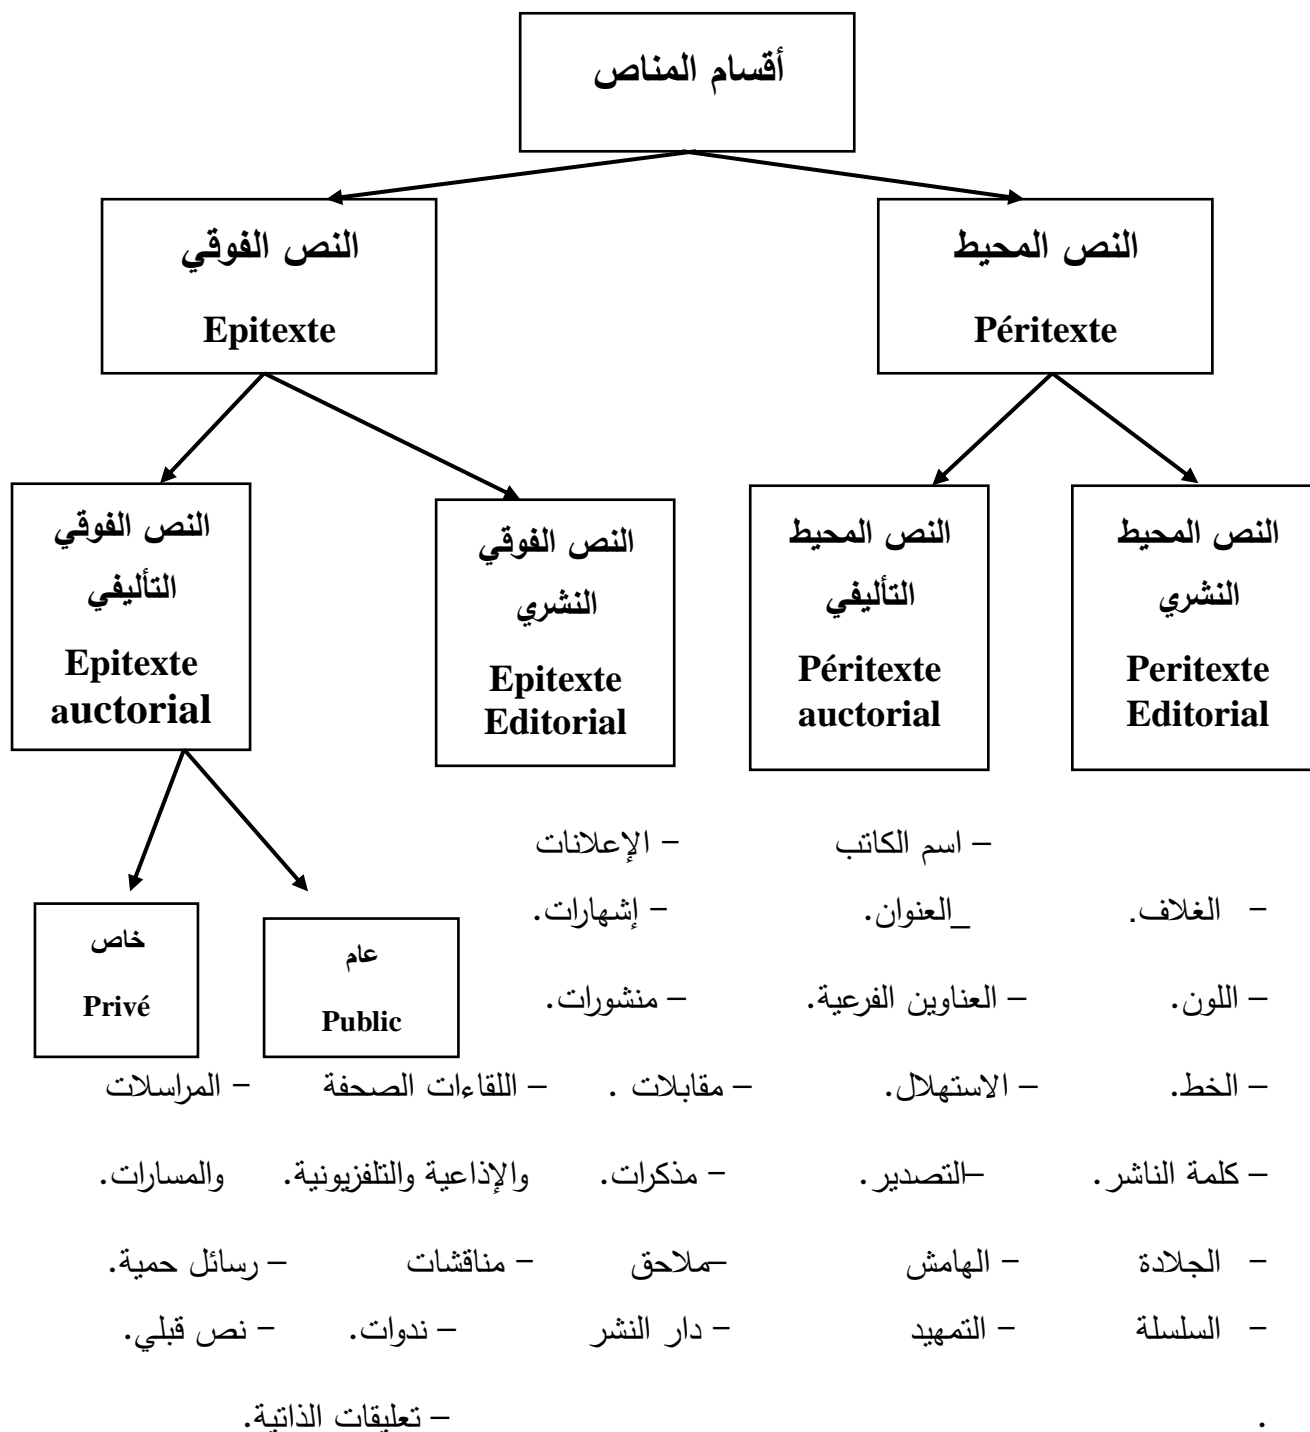 أقسام المناص
النص المحيط
Péritexte
النص الفوقي
Epitexte
النص المحيط
النشري
Peritexte
Editorial
النص المحيط
التأليفي
Péritexte
auctorial
النص الفوقي
النشري
Epitexte
Editorial
النص الفوقي
التأليفي
Epitexte
auctorial
عام
Public
خاص
Privé
– اسم الكاتب – الإعلانات
– الغلاف. _العنوان. – إشهارات.
– اللون. – العناوين الفرعية. – منشورات.
– الخط. – الاستهلال. – مقابلات . – اللقاءات الصحفة – المراسلات
– كلمة الناشر. –التصدير. – مذكرات. والإذاعية والتلفزيونية. والمسارات.
– الجلادة – الهامش –ملاحق – مناقشات – رسائل حمية.
– السلسلة – التمهيد – دار النشر – ندوات. – نص قبلي.
. – تعليقات الذاتية.